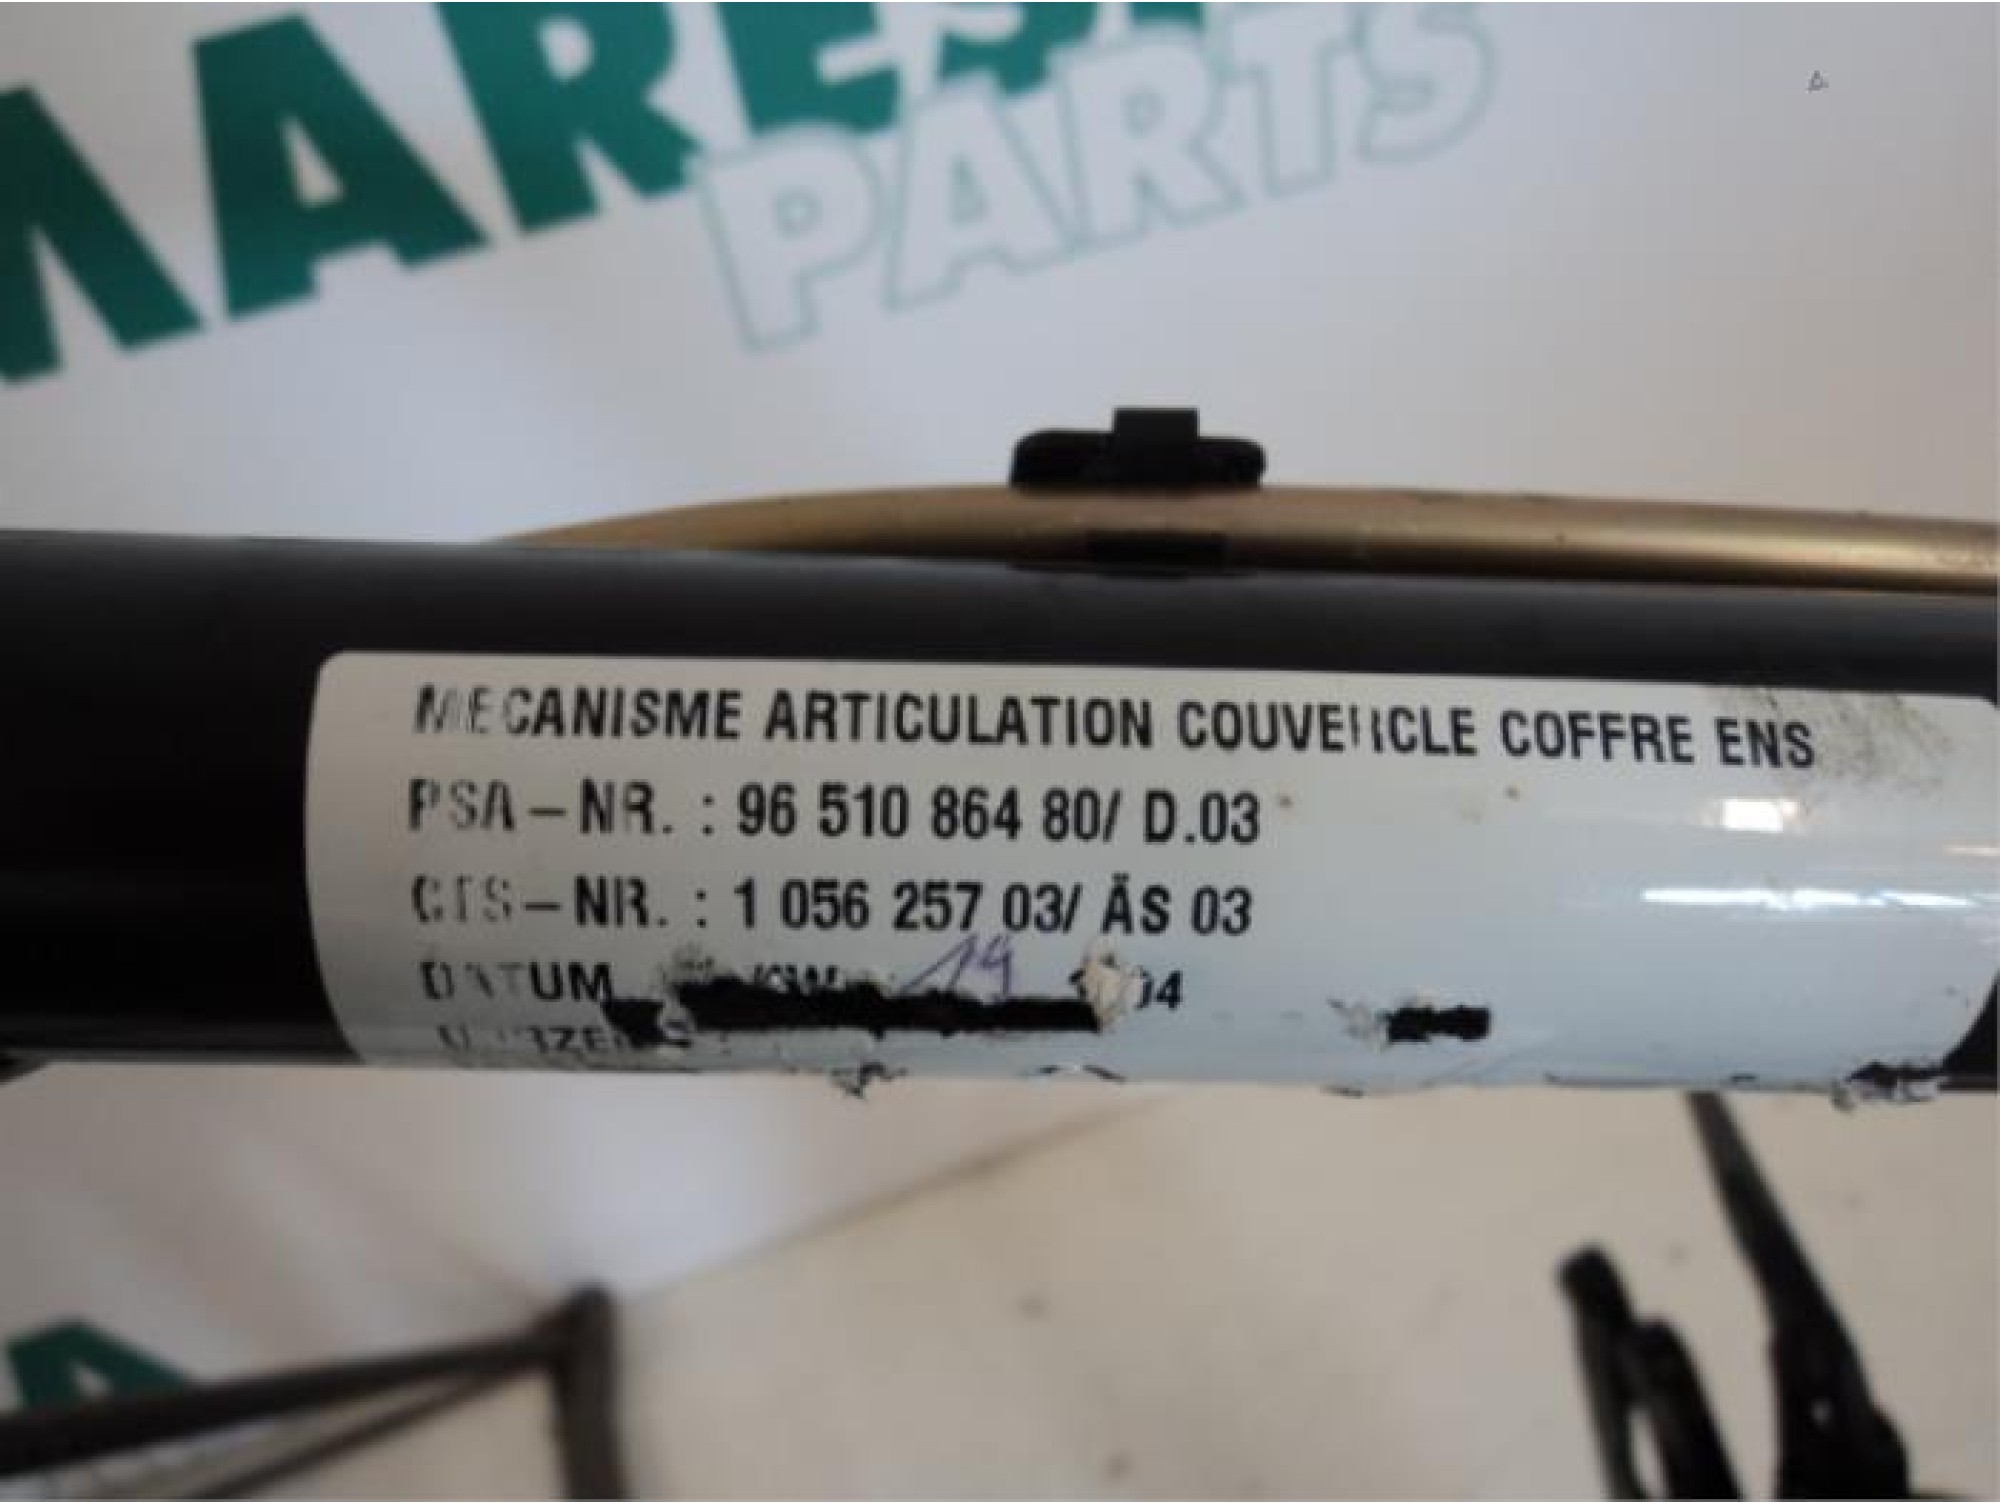 PARTS
MECANISME ARTICULATION COUVERCLE COFFRE ENS
PSA-NR. : 96 510 864 80/ D.03
CTS-NR. : 1 056 257 03/ ÄS 03
DATUM 14